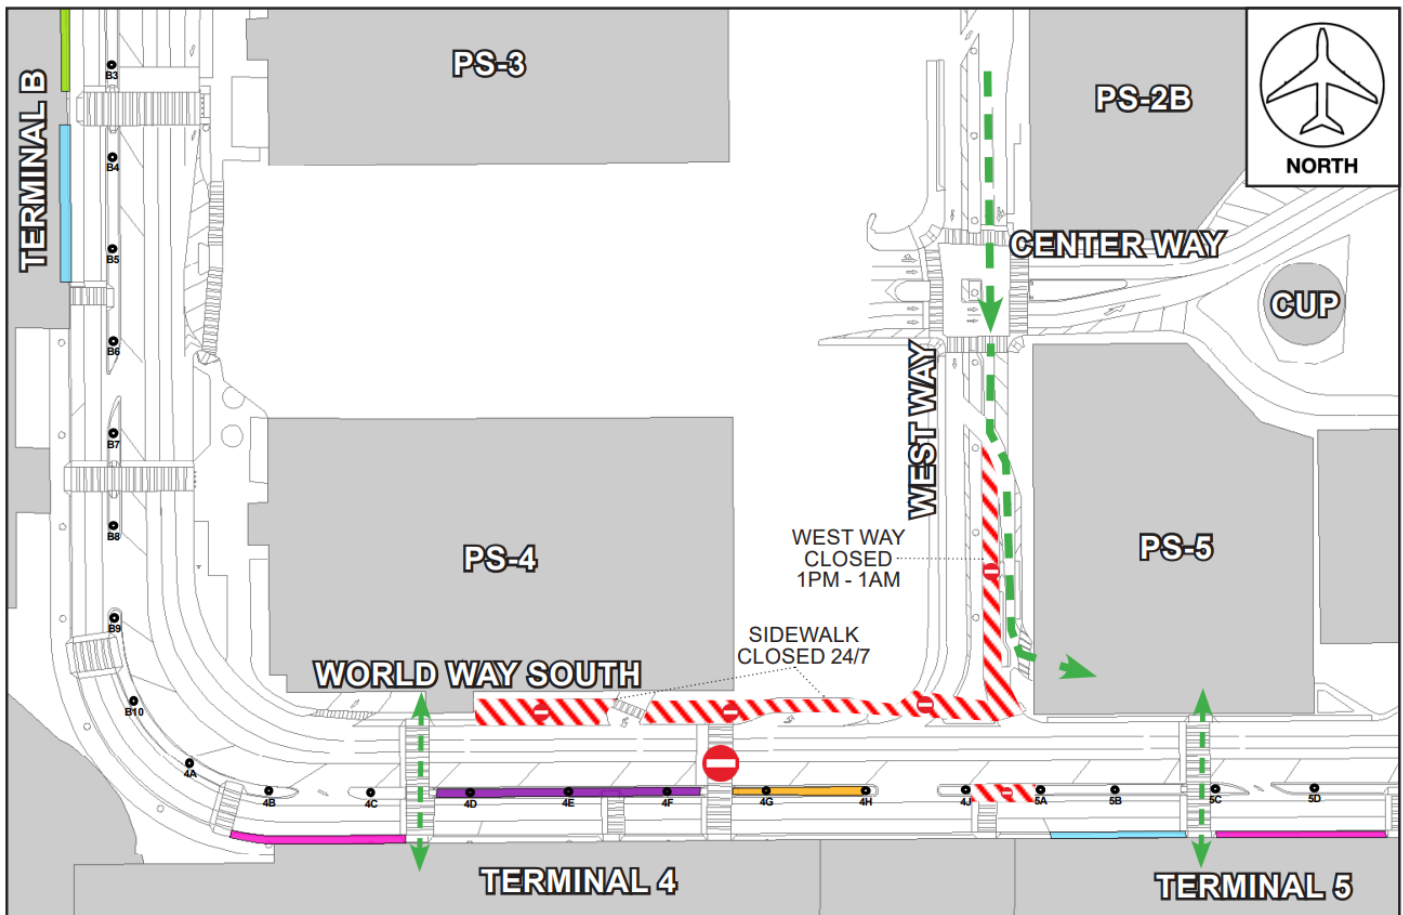 PS-3
PS-2B
NORTH
TERMINAL B
B3
B4
B5
B6
B7
B8
B9
B10
CENTER WAY
CUP
WEST WAY
WEST WAY
CLOSED
1PM - 1AM
PS-4
PS-5
SIDEWALK
CLOSED 24/7
WORLD WAY SOUTH
4A
4B
4C
4D
4E
4F
4G
4H
4J
5A
5B
5C
5D
TERMINAL 4
TERMINAL 5